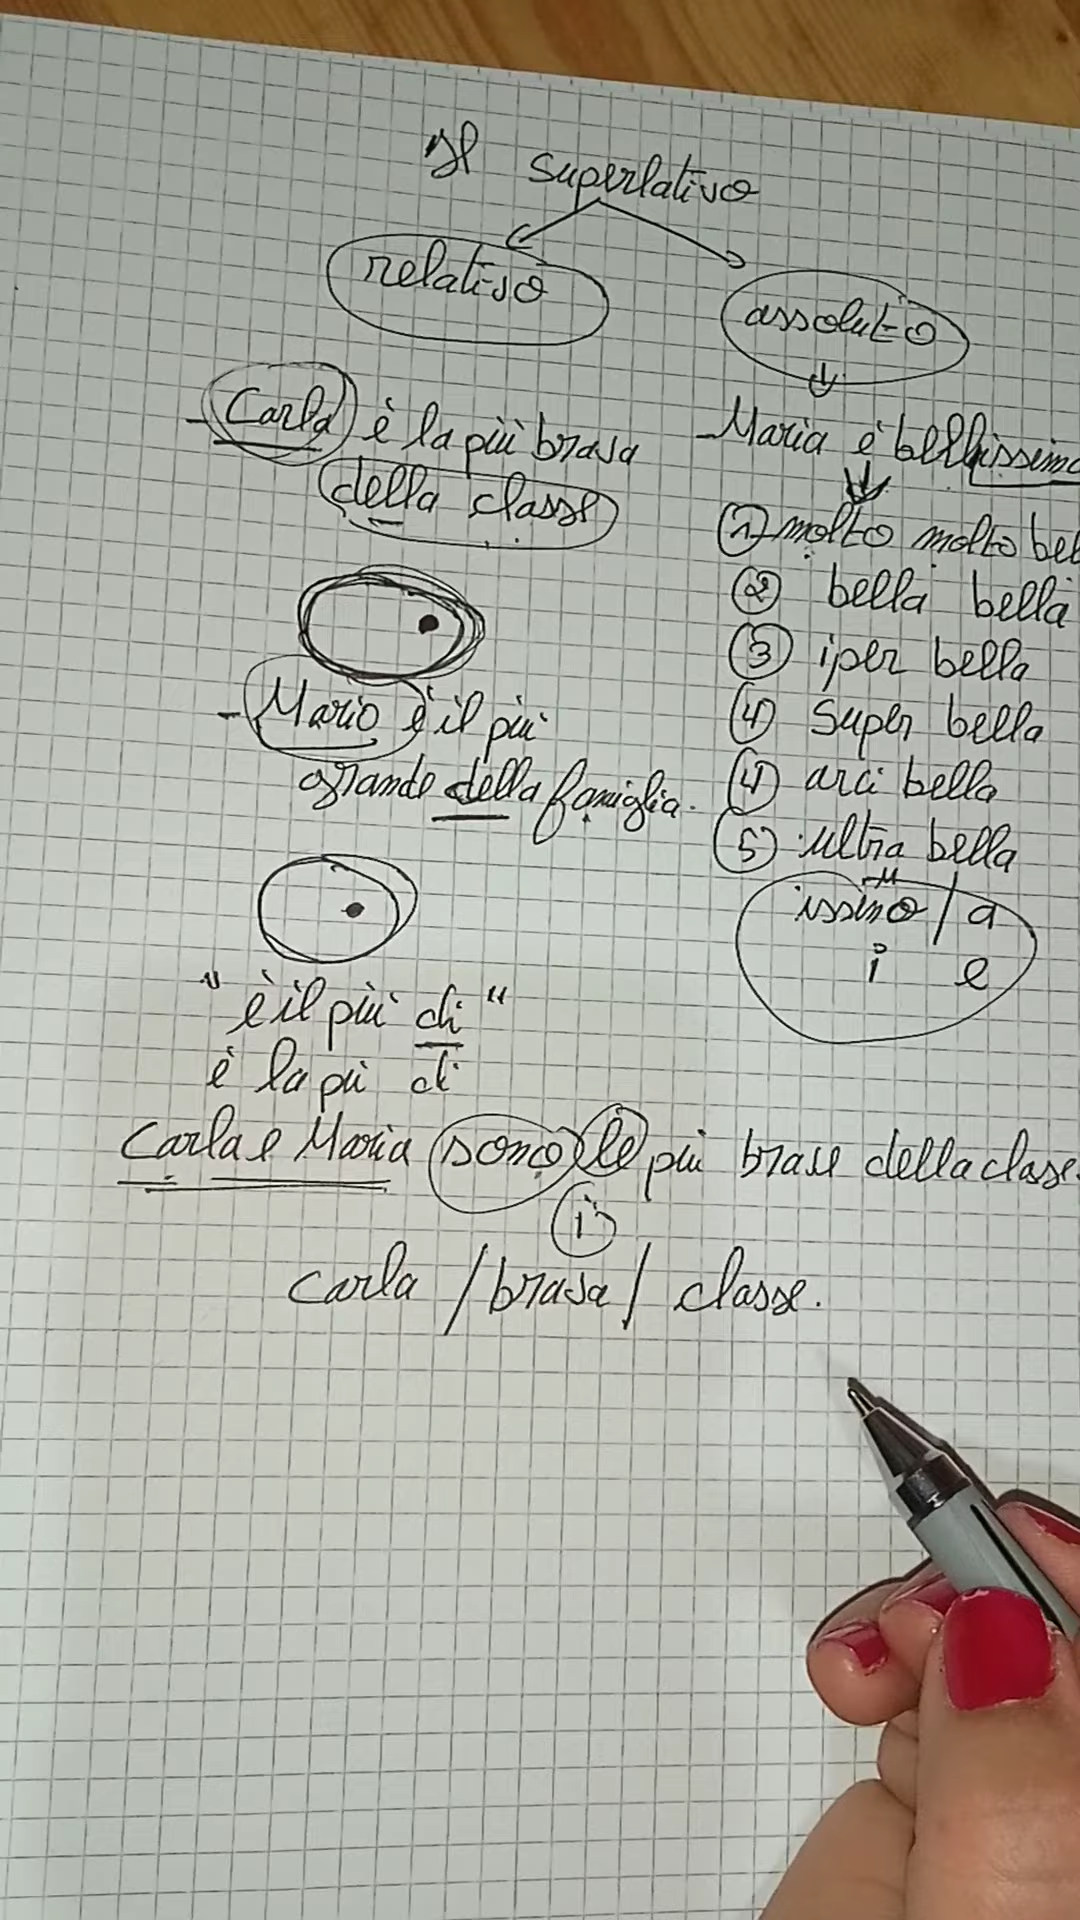 Il superlativo
relativo
assoluto
- Carla è la più brava
della classe
- Mario è il più
grande della famiglia.
"è il più di"
è la più di
- Maria è bellissima
① molto molto bel
② bella bella
③ iper bella
④ super bella
④ arci bella
⑤ ultra bella
issimo / a
i e
Carla e Maria sono le più brave della classe.
i
Carla / brava / classe.